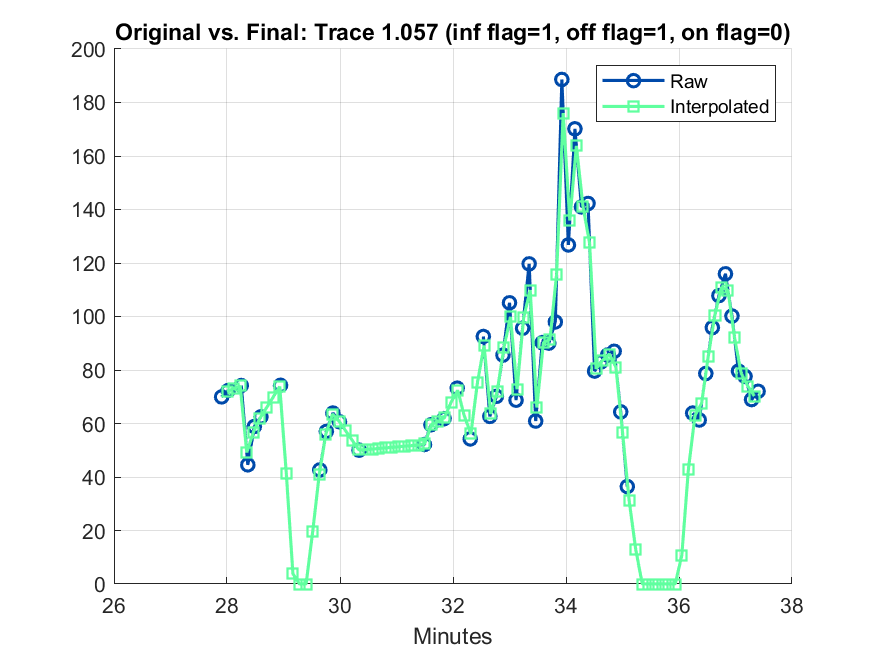 Original vs. Final: Trace 1.057 (inf flag=1, off flag=1, on flag=0)
200
180
160
140
120
100
80
60
40
20
0
Raw
Interpolated
26 28 30 32 34 36 38
Minutes